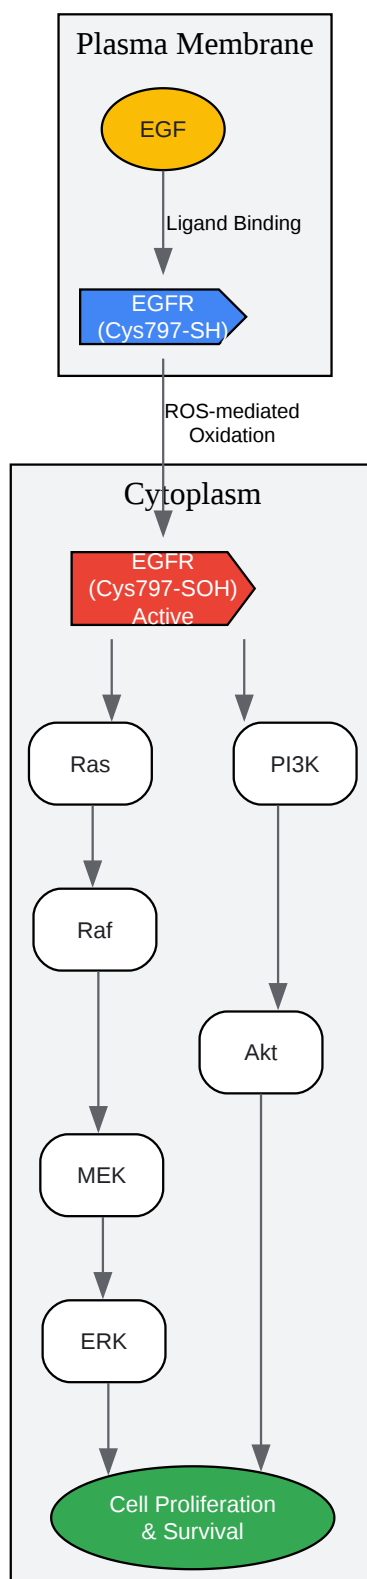 Plasma Membrane
EGF
Ligand Binding
EGFR
(Cys797-SH)
ROS-mediated
Oxidation
Cytoplasm
EGFR
(Cys797-SOH)
Active
Ras
PI3K
Raf
Akt
MEK
ERK
Cell Proliferation
& Survival